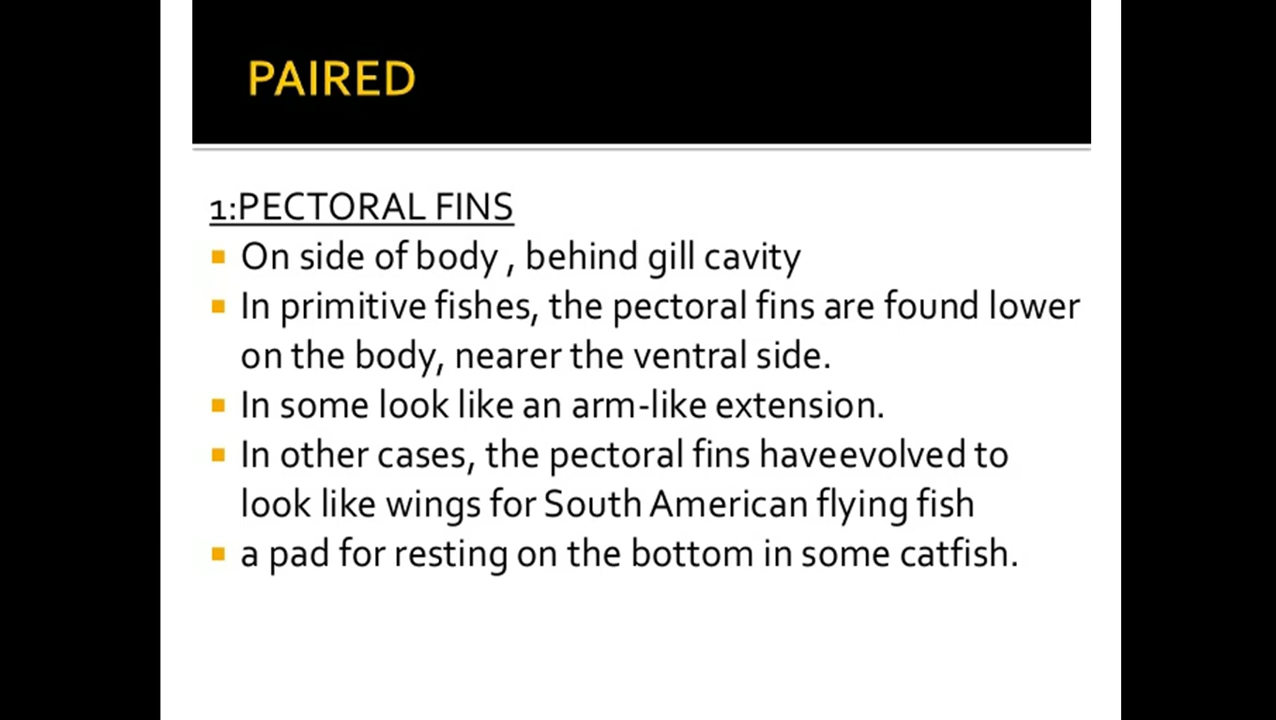 PAIRED
1:PECTORAL FINS
On side of body , behind gill cavity
In primitive fishes, the pectoral fins are found lower
on the body, nearer the ventral side.
In some look like an arm-like extension.
In other cases, the pectoral fins haveevolved to
look like wings for South American flying fish
a pad for resting on the bottom in some catfish.